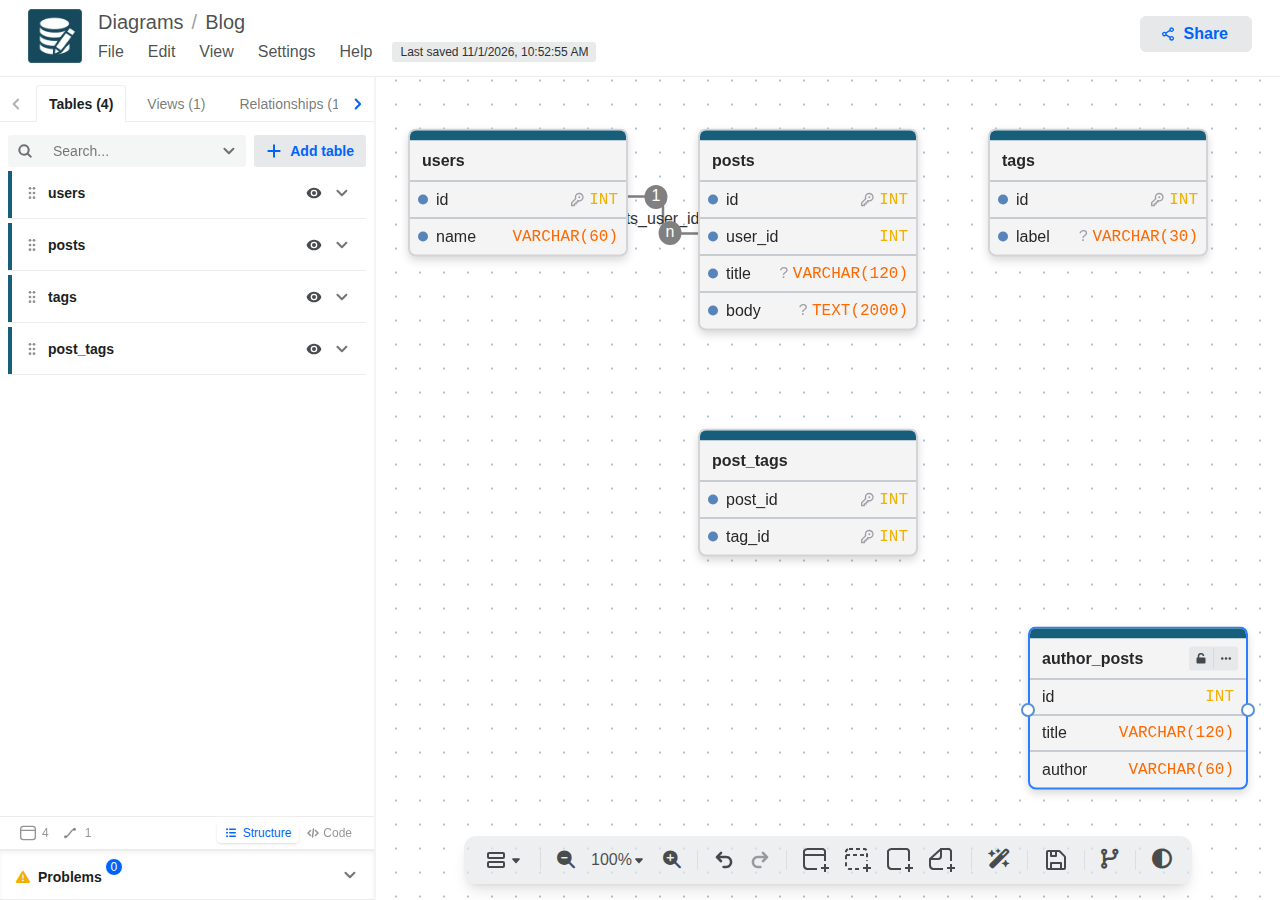 Diagrams / Blog
File Edit View Settings Help Last saved 11/1/2026, 10:52:55 AM
Share
Tables (4) Views (1) Relationships (1
Search...
Add table
users
posts
tags
post_tags
4 1 Structure Code
Problems 0
users
id INT
name VARCHAR(60)
1
ts_user_id
n
posts
id INT
user_id INT
title ? VARCHAR(120)
body ? TEXT(2000)
tags
id INT
label ? VARCHAR(30)
post_tags
post_id INT
tag_id INT
author_posts
id INT
title VARCHAR(120)
author VARCHAR(60)
100%